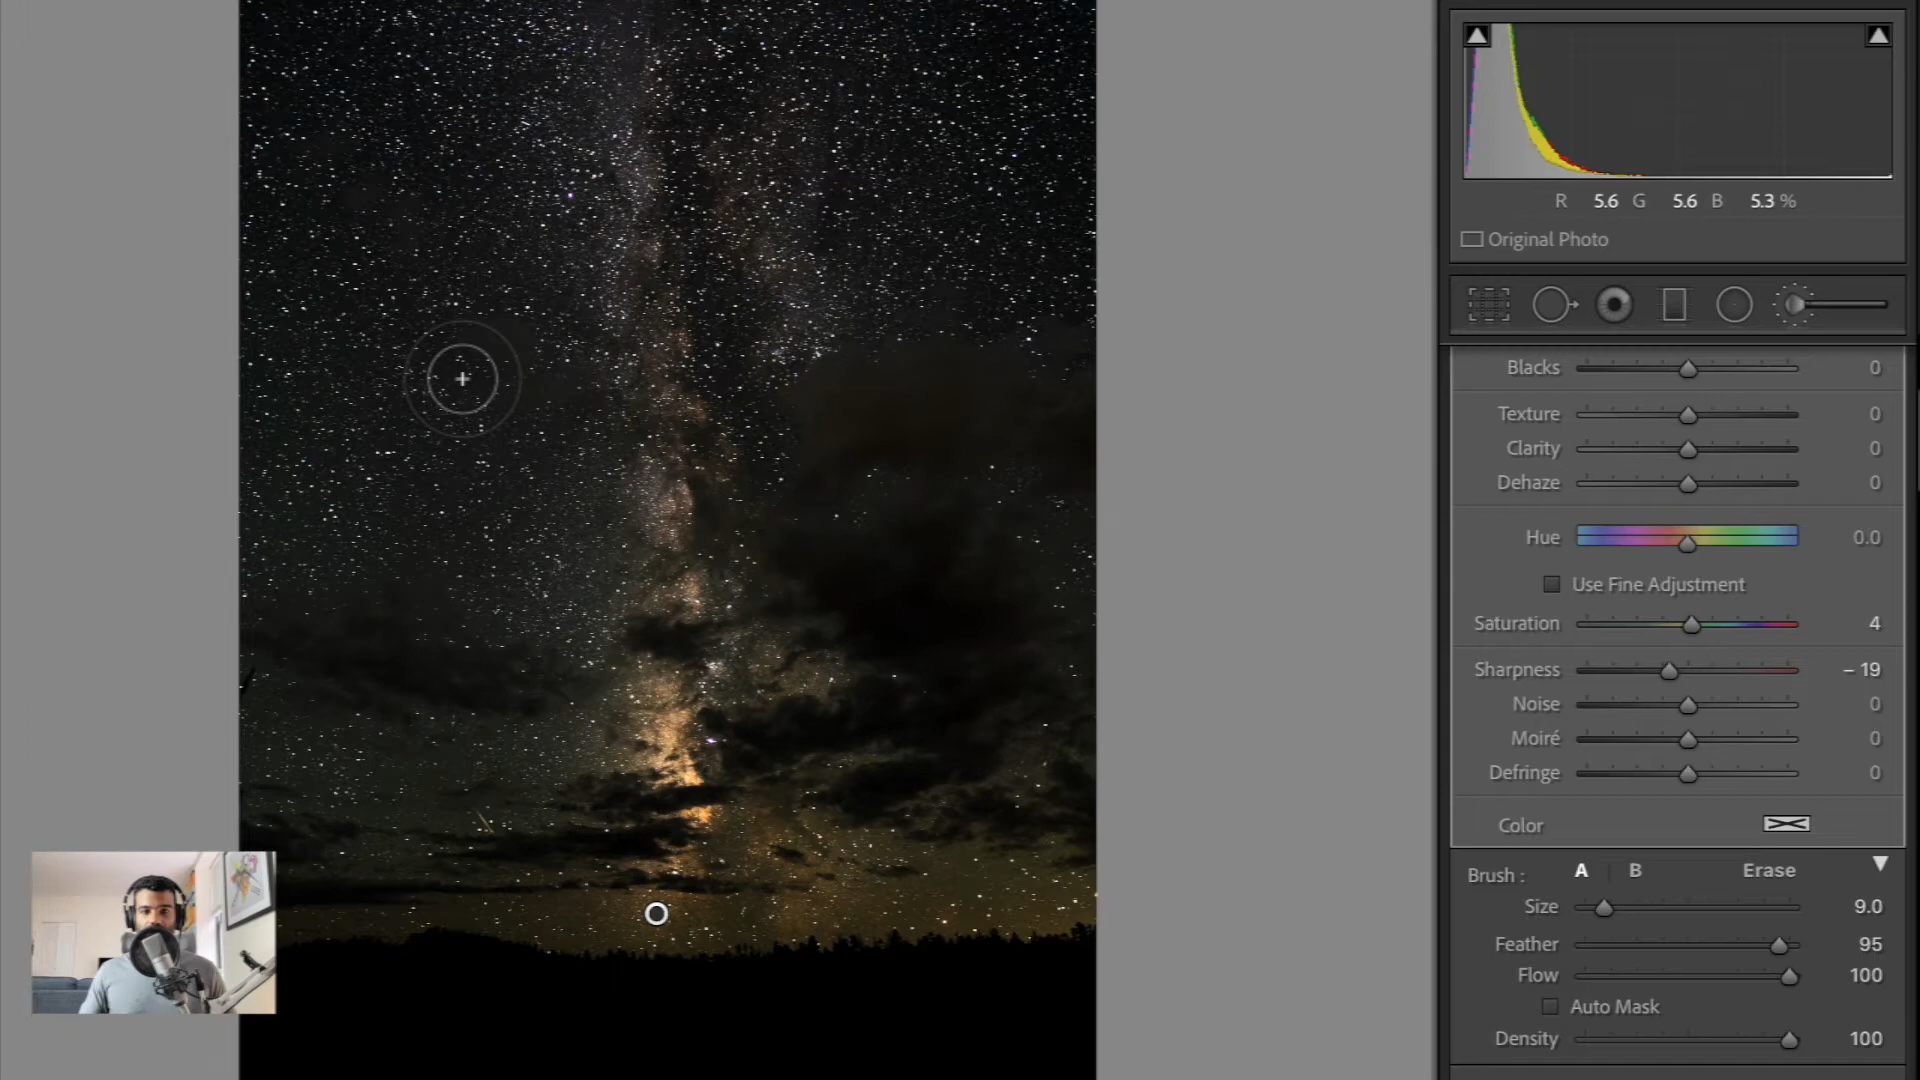 R 5.6 G 5.6 B 5.3 %
Original Photo
Blacks 0
Texture 0
Clarity 0
Dehaze 0
Hue 0.0
Use Fine Adjustment
Saturation 4
Sharpness – 19
Noise 0
Moiré 0
Defringe 0
Color
Brush : A B Erase
Size 9.0
Feather 95
Flow 100
Auto Mask
Density 100